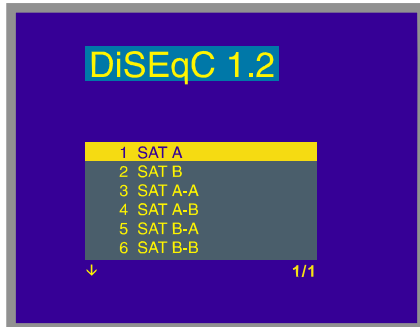 DiSEqC 1.2
1 SAT A
2 SAT B
3 SAT A-A
4 SAT A-B
5 SAT B-A
6 SAT B-B
↓ 1/1